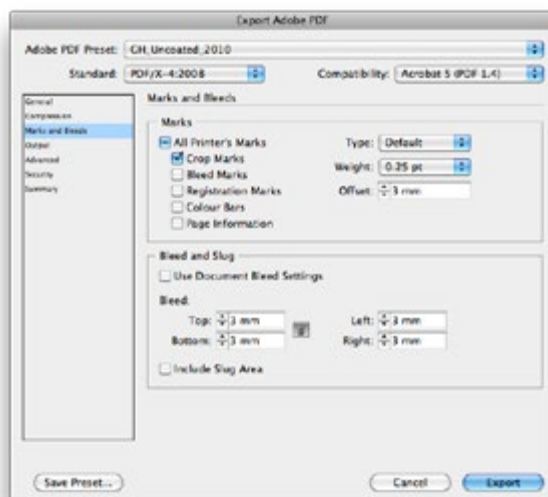 Export Adobe PDF
Adobe PDF Preset: CH_Uncoated_2010
Standard: PDF/X-4:2008 Compatibility: Acrobat 5 (PDF 1.4)
General
Compression
Marks and Bleeds
Output
Advanced
Security
Summary
Marks and Bleeds
Marks
All Printer's Marks Type: Default
Crop Marks Weight: 0.25 pt
Bleed Marks Offset: 3 mm
Registration Marks
Colour Bars
Page Information
Bleed and Slug
Use Document Bleed Settings
Bleed:
Top: 3 mm Left: 3 mm
Bottom: 3 mm Right: 3 mm
Include Slug Area
Save Preset... Cancel Export